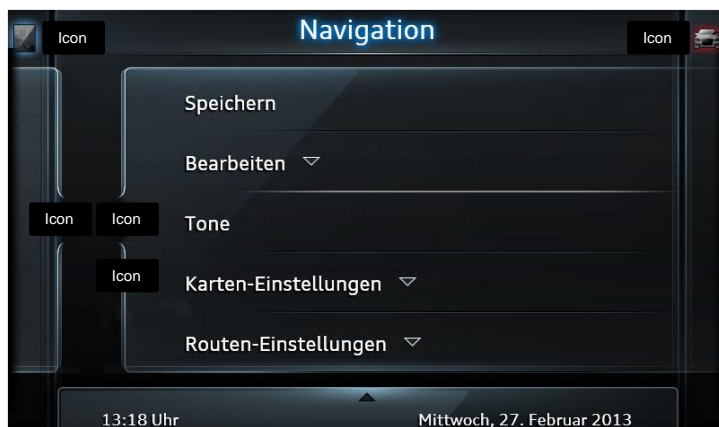 Navigation
Icon
Icon
Speichern
Bearbeiten
Icon
Icon
Tone
Icon
Karten-Einstellungen
Routen-Einstellungen
13:18 Uhr
Mittwoch, 27. Februar 2013